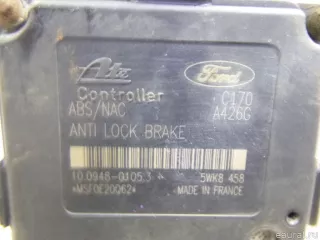 Ate Ford
Controller C170
ABS/NAC A426G
ANTI LOCK BRAKE
10.0948-0105.3 5WK8 458
*MSF0E20Q62* MADE IN FRANCE